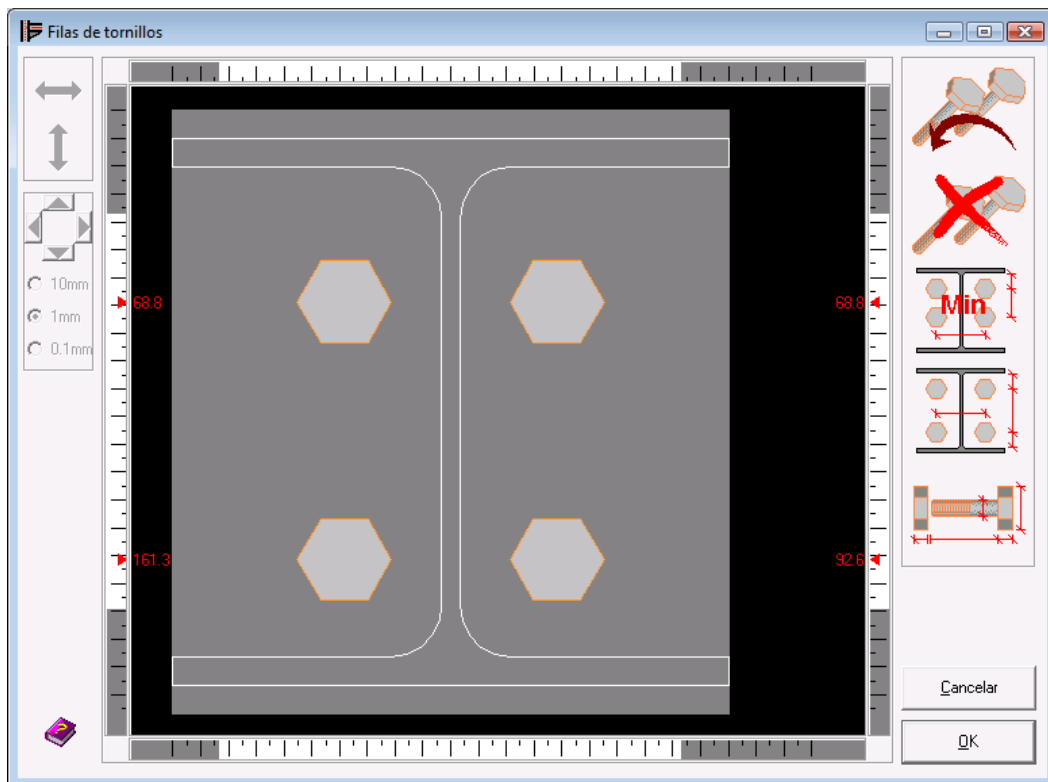 Filas de tornillos
10mm
1mm
0.1mm
68.8
68.8
161.3
92.6
Min
Cancelar
OK
?